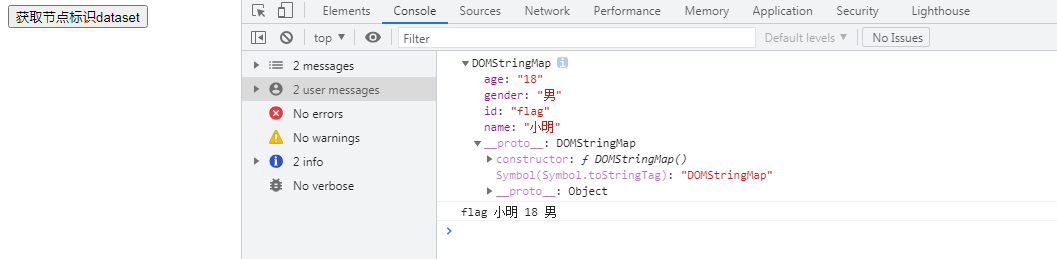 获取节点标识dataset
Elements Console Sources Network Performance Memory Application Security Lighthouse
top Filter Default levels No Issues
2 messages
2 user messages
No errors
No warnings
2 info
No verbose
DOMStringMap i
age: "18"
gender: "男"
id: "flag"
name: "小明"
__proto__: DOMStringMap
constructor: ƒ DOMStringMap()
Symbol(Symbol.toStringTag): "DOMStringMap"
__proto__: Object
flag 小明 18 男